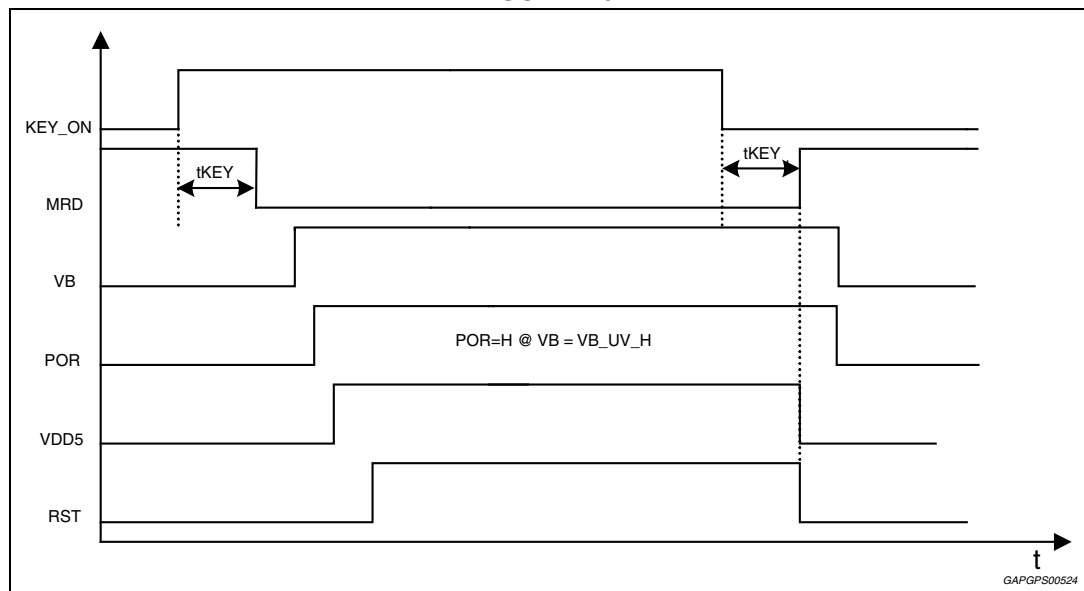 KEY_ON
tKEY
tKEY
MRD
VB
POR=H @ VB = VB_UV_H
POR
VDD5
RST
t
GAPGPS00524